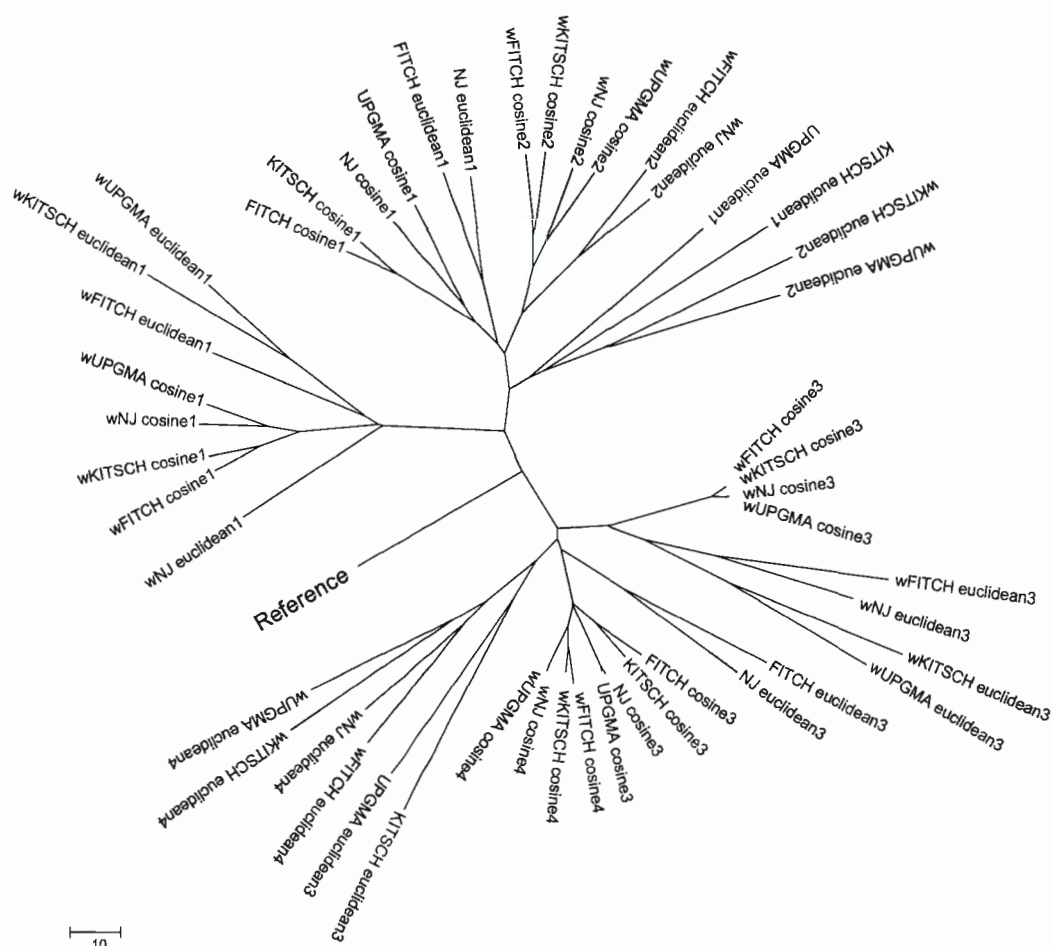 wFITCH cosine2
wKITSCH cosine2
wNJ cosine2
wUPGMA cosine2
wFITCH euclidean2
wNJ euclidean2
UPGMA euclidean1
KITSCH euclidean1
wKITSCH euclidean2
wUPGMA euclidean2
wFITCH cosine3
wKITSCH cosine3
wNJ cosine3
wUPGMA cosine3
wFITCH euclidean3
wNJ euclidean3
wKITSCH euclidean3
wUPGMA euclidean3
FITCH euclidean3
NJ euclidean3
FITCH cosine3
KITSCH cosine3
NJ cosine3
UPGMA cosine3
wFITCH cosine4
wKITSCH cosine4
wNJ cosine4
wUPGMA cosine4
KITSCH euclidean3
UPGMA euclidean3
wFITCH euclidean4
wNJ euclidean4
wKITSCH euclidean4
wUPGMA euclidean4
Reference
wNJ euclidean1
wFITCH cosine1
wKITSCH cosine1
wNJ cosine1
wUPGMA cosine1
wFITCH euclidean1
wKITSCH euclidean1
wUPGMA euclidean1
FITCH cosine1
KITSCH cosine1
NJ cosine1
UPGMA cosine1
FITCH euclidean1
NJ euclidean1
10